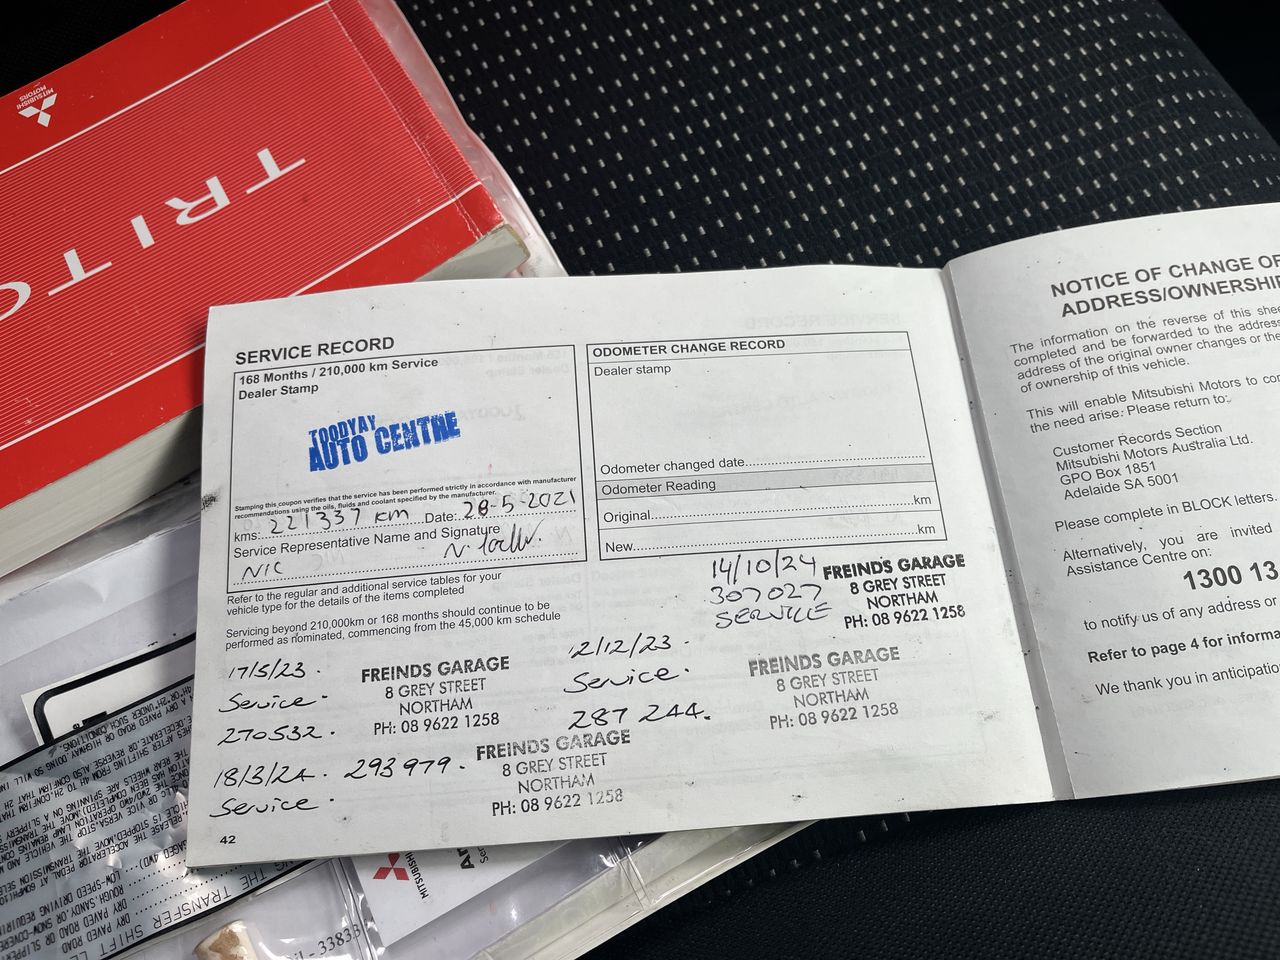 MITSUBISHI
MOTORS
TRITO
SERVICE RECORD
168 Months / 210,000 km Service
Dealer Stamp
TOODYAY
AUTO CENTRE
Stamping this coupon verifies that the service has been performed strictly in accordance with manufacturer
recommendations using the oils, fluids and coolant specified by the manufacturer.
kms: 221337 km Date: 28-5-2021
Service Representative Name and Signature
NIC
Refer to the regular and additional service tables for your
vehicle type for the details of the items completed
Servicing beyond 210,000km or 168 months should continue to be
performed as nominated, commencing from the 45,000 km schedule
ODOMETER CHANGE RECORD
Dealer stamp
Odometer changed date
Odometer Reading
Original km
New km
14/10/24
307027
SERVICE
FREINDS GARAGE
8 GREY STREET
NORTHAM
PH: 08 9622 1258
17/5/23.
Service
270532.
FREINDS GARAGE
8 GREY STREET
NORTHAM
PH: 08 9622 1258
12/12/23.
Service
287 244.
FREINDS GARAGE
8 GREY STREET
NORTHAM
PH: 08 9622 1258
18/3/24. 293979.
Service
FREINDS GARAGE
8 GREY STREET
NORTHAM
PH: 08 9622 1258
42
NOTICE OF CHANGE OF
ADDRESS/OWNERSHIP
The information on the reverse of this
completed and be forwarded to the address
address of the original owner changes or the
of ownership of this vehicle.
This will enable Mitsubishi Motors to
the need arise. Please return to:
Customer Records Section
Mitsubishi Motors Australia Ltd.
GPO Box 1851
Adelaide SA 5001
Please complete in BLOCK letters.
Alternatively, you are invited
Assistance Centre on:
1300 13
to notify us of any address or
Refer to page 4 for
We thank you in
MITSUBISHI
MOTORS
33833